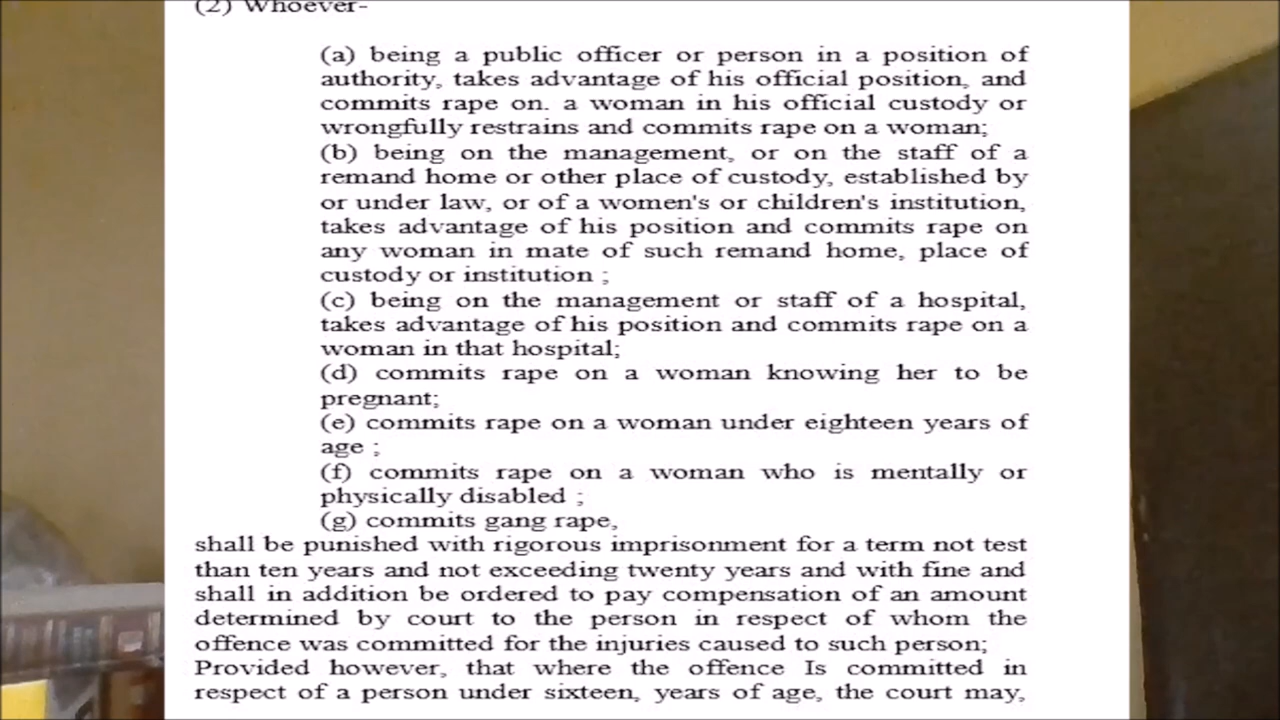 (2) Whoever-
(a) being a public officer or person in a position of
authority, takes advantage of his official position, and
commits rape on. a woman in his official custody or
wrongfully restrains and commits rape on a woman;
(b) being on the management, or on the staff of a
remand home or other place of custody, established by
or under law, or of a women's or children's institution,
takes advantage of his position and commits rape on
any woman in mate of such remand home, place of
custody or institution ;
(c) being on the management or staff of a hospital,
takes advantage of his position and commits rape on a
woman in that hospital;
(d) commits rape on a woman knowing her to be
pregnant;
(e) commits rape on a woman under eighteen years of
age ;
(f) commits rape on a woman who is mentally or
physically disabled ;
(g) commits gang rape,
shall be punished with rigorous imprisonment for a term not test
than ten years and not exceeding twenty years and with fine and
shall in addition be ordered to pay compensation of an amount
determined by court to the person in respect of whom the
offence was committed for the injuries caused to such person;
Provided however, that where the offence Is committed in
respect of a person under sixteen, years of age, the court may,